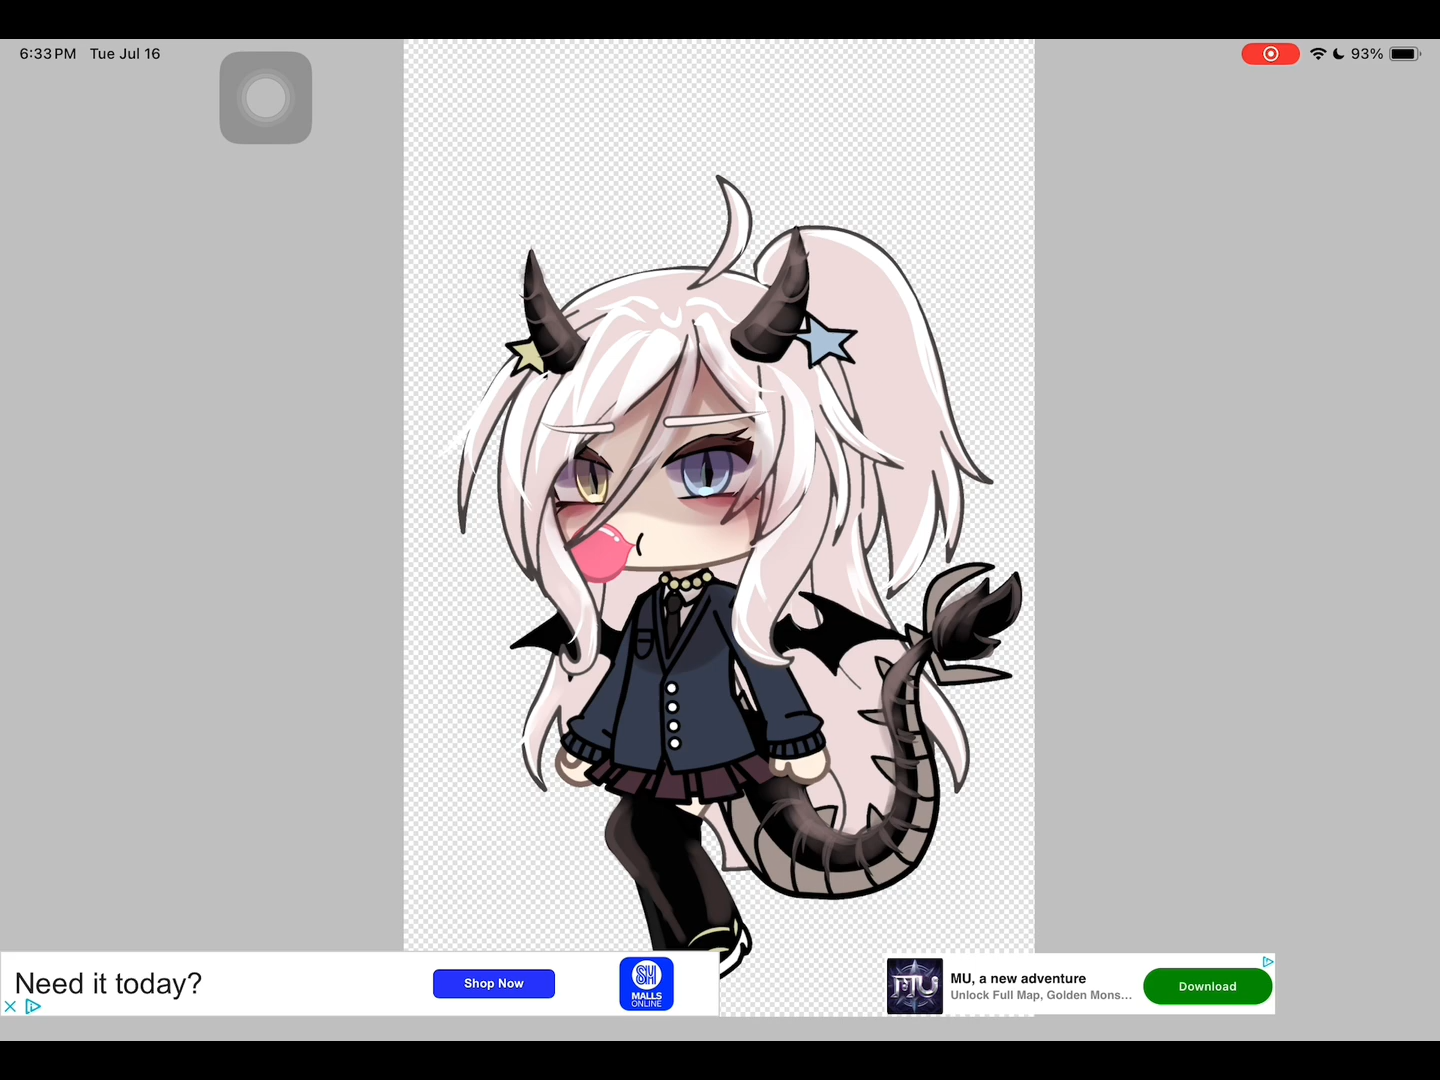 6:33 PM Tue Jul 16
93%
Need it today?
Shop Now
SM
MALLS
ONLINE
MU
MU, a new adventure
Unlock Full Map, Golden Mons...
Download